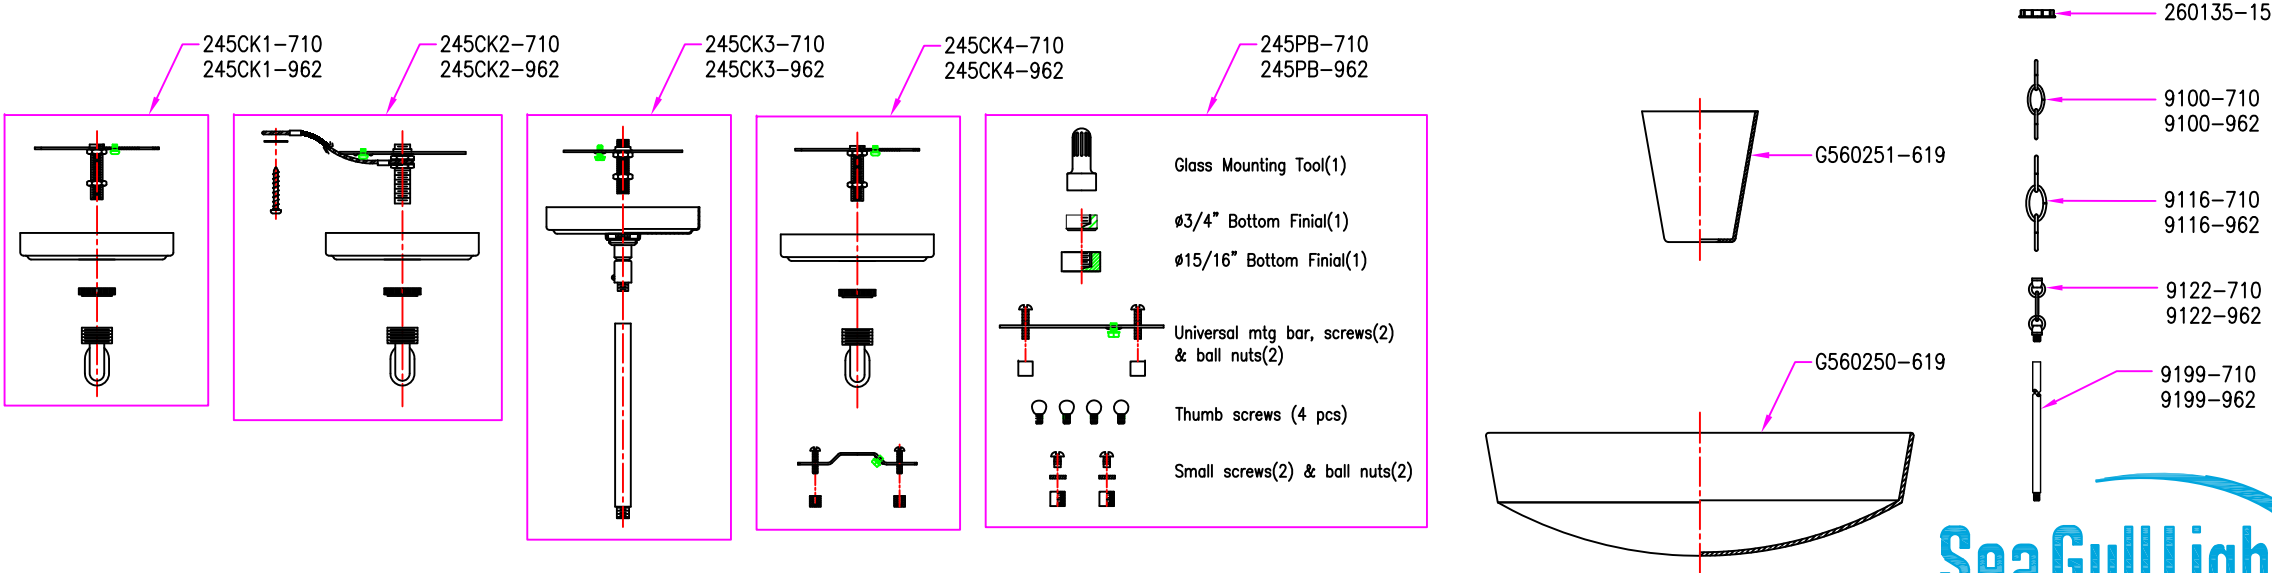 245CK1-710
245CK1-962
245CK2-710
245CK2-962
245CK3-710
245CK3-962
245CK4-710
245CK4-962
245PB-710
245PB-962
Glass Mounting Tool(1)
ø3/4" Bottom Finial(1)
ø15/16" Bottom Finial(1)
Universal mtg bar, screws(2)
& ball nuts(2)
Thumb screws (4 pcs)
Small screws(2) & ball nuts(2)
G560251-619
G560250-619
260135-15
9100-710
9100-962
9116-710
9116-962
9122-710
9122-962
9199-710
9199-962
Sea Gull Ligh